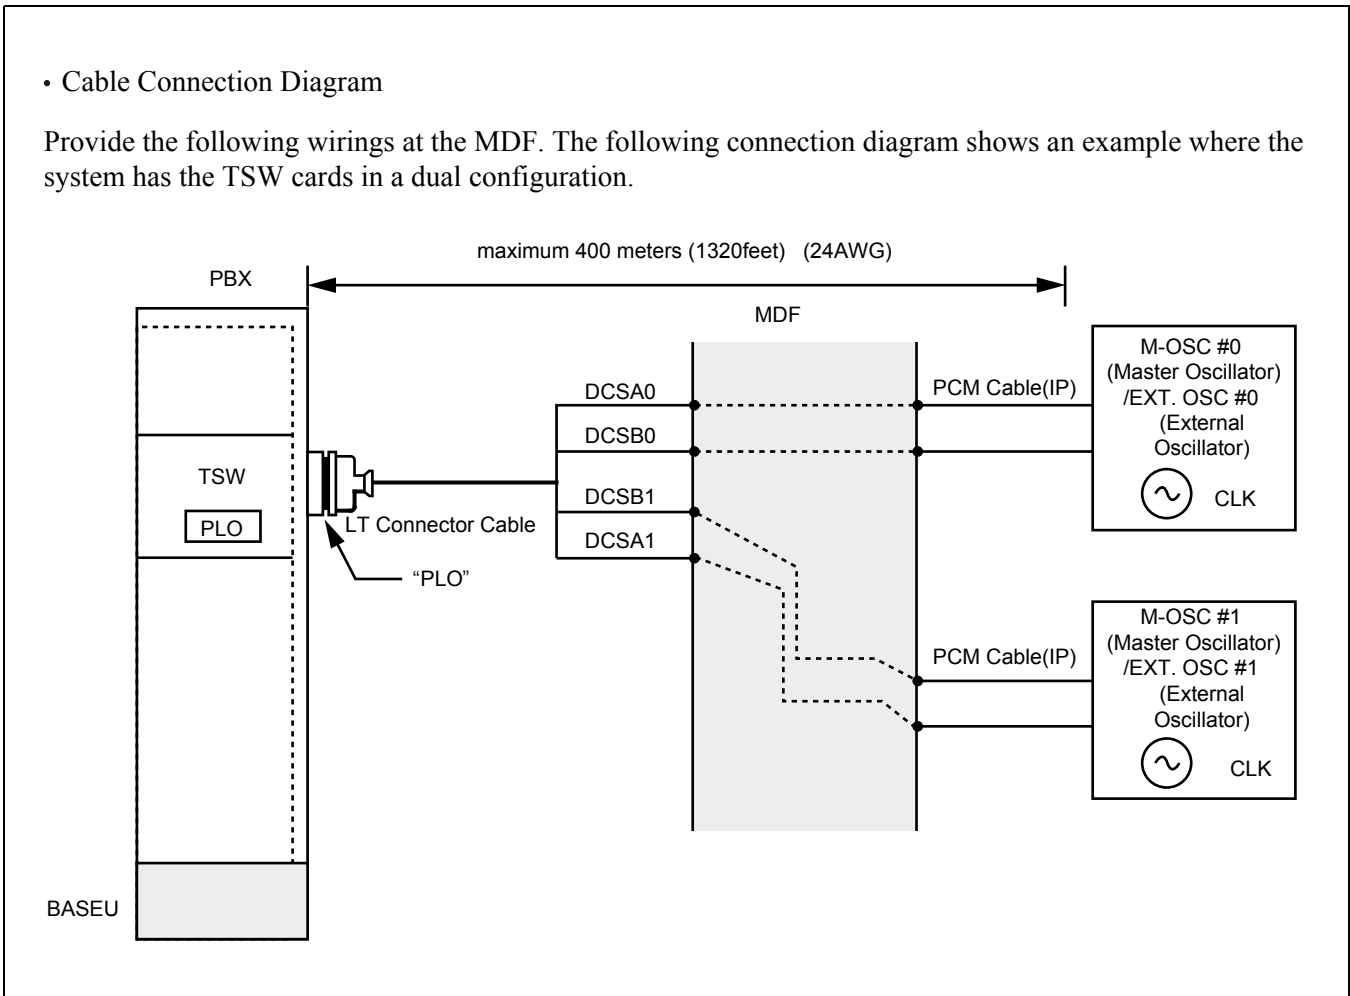 • Cable Connection Diagram
Provide the following wirings at the MDF. The following connection diagram shows an example where the
system has the TSW cards in a dual configuration.
maximum 400 meters (1320feet) (24AWG)
PBX
MDF
M-OSC #0
(Master Oscillator)
/EXT. OSC #0
(External
Oscillator)
CLK
DCSA0
PCM Cable(IP)
DCSB0
TSW
DCSB1
PLO
LT Connector Cable
DCSA1
“PLO”
M-OSC #1
(Master Oscillator)
/EXT. OSC #1
(External
Oscillator)
CLK
PCM Cable(IP)
BASEU